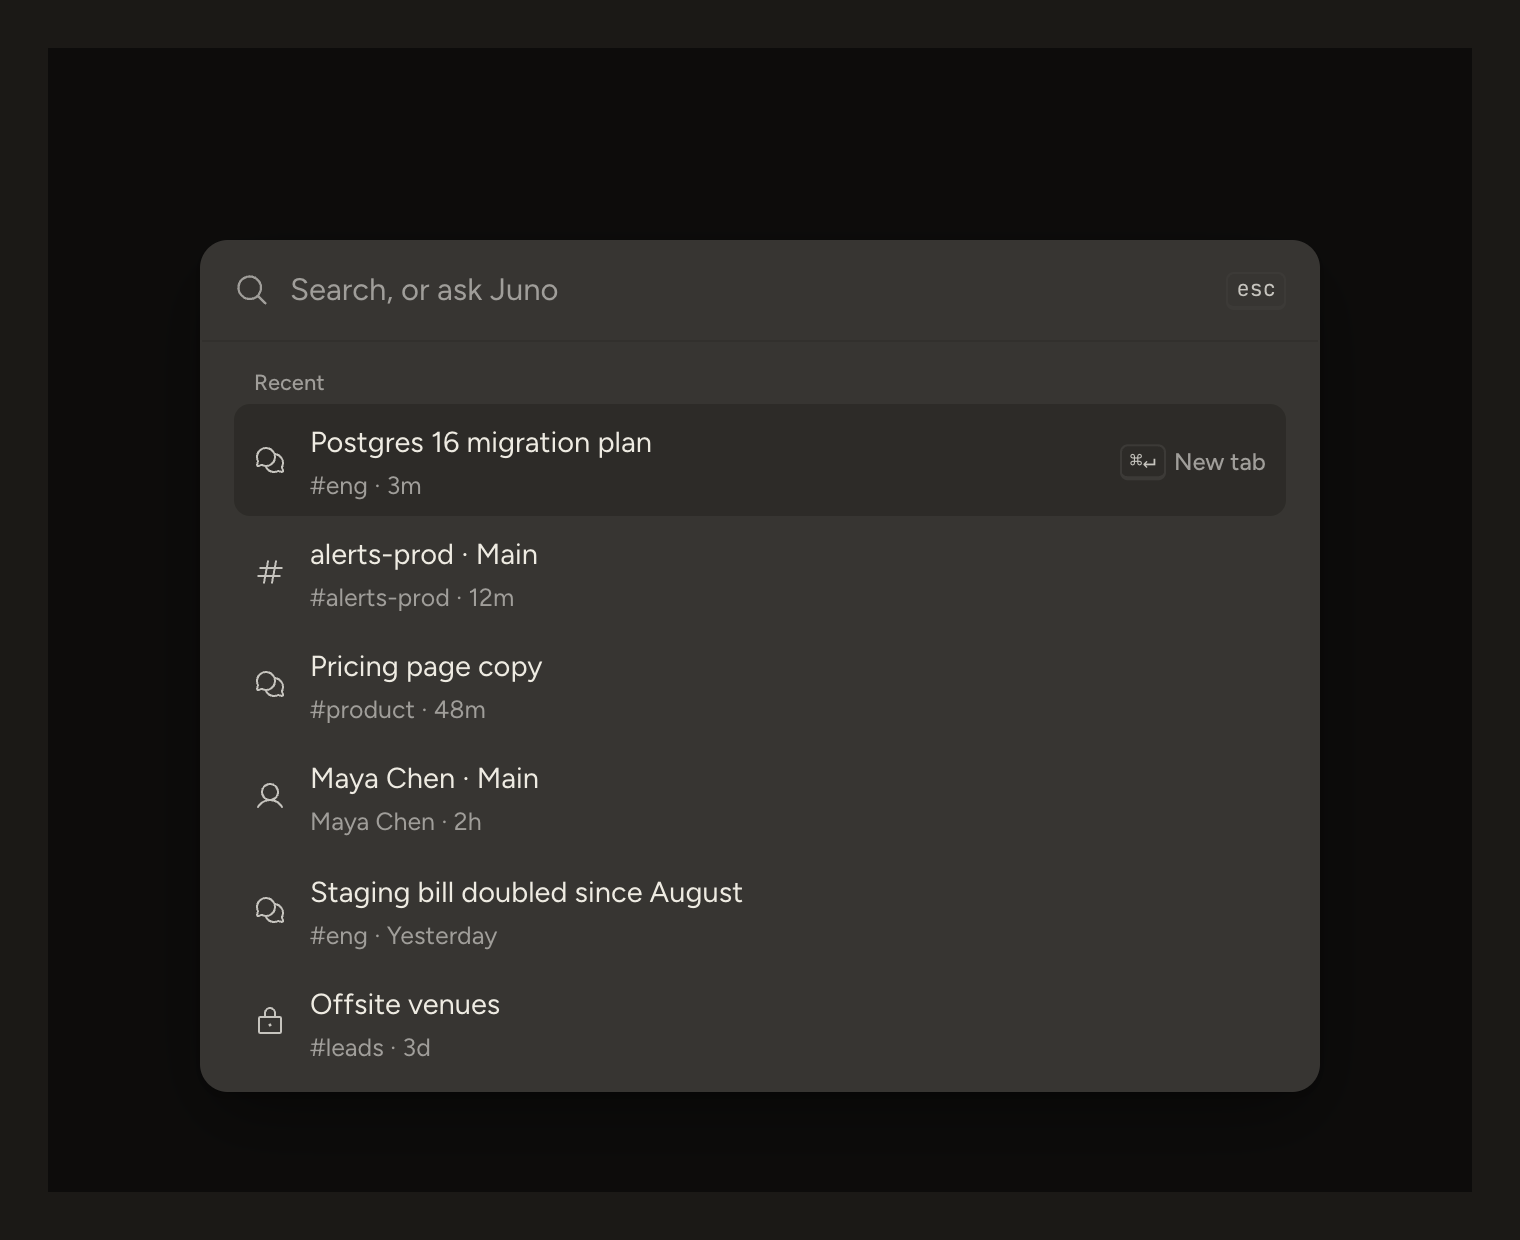 Search, or ask Juno
esc
Recent
Postgres 16 migration plan
#eng · 3m
⌘↵ New tab
alerts-prod · Main
#alerts-prod · 12m
Pricing page copy
#product · 48m
Maya Chen · Main
Maya Chen · 2h
Staging bill doubled since August
#eng · Yesterday
Offsite venues
#leads · 3d